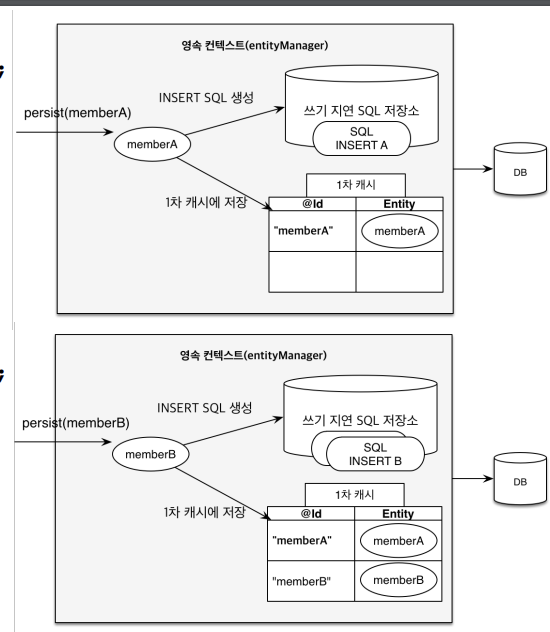 영속 컨텍스트(entityManager)
INSERT SQL 생성
persist(memberA)
쓰기 지연 SQL 저장소
SQL
INSERT A
memberA
DB
1차 캐시
1차 캐시에 저장
@Id Entity
"memberA" memberA
영속 컨텍스트(entityManager)
INSERT SQL 생성
persist(memberB)
쓰기 지연 SQL 저장소
SQL
INSERT B
memberB
DB
1차 캐시
1차 캐시에 저장
@Id Entity
"memberA" memberA
"memberB" memberB